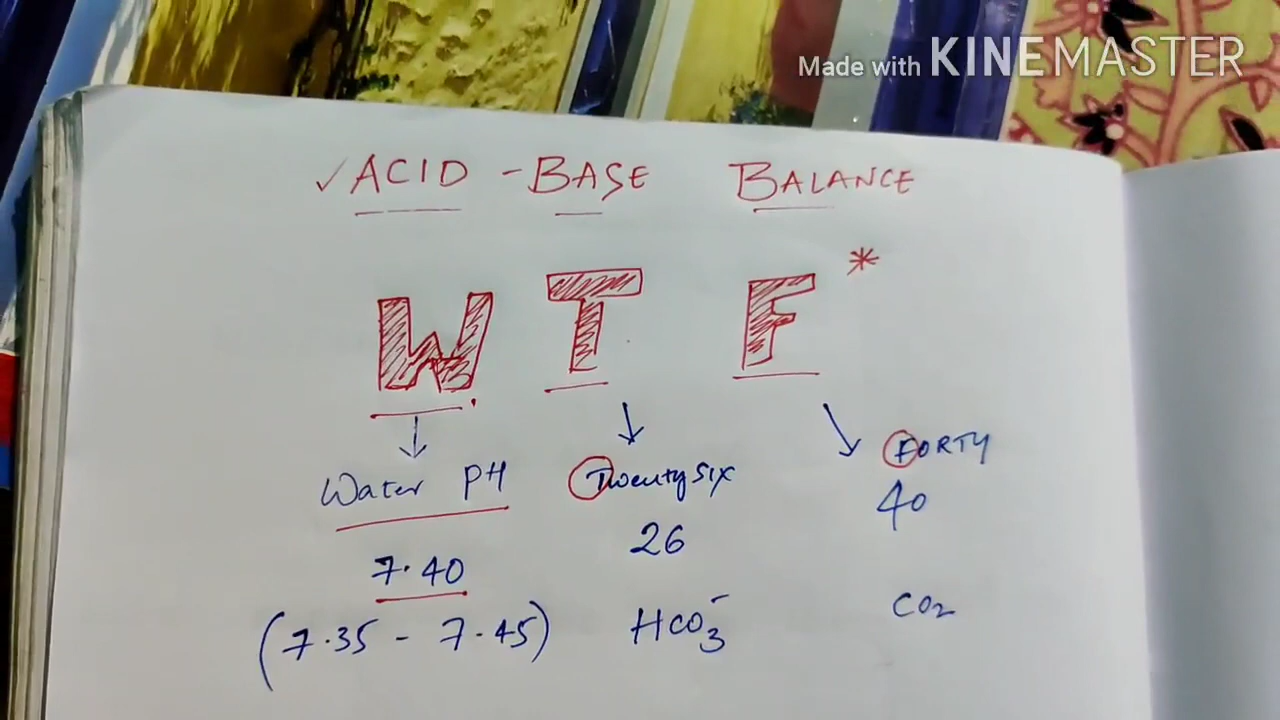 Made with KINEMASTER
✓ACID - BASE BALANCE
W T F *
Water PH
7.40
(7.35 - 7.45)
Twenty Six
26
HCO3⁻
FORTY
40
CO2